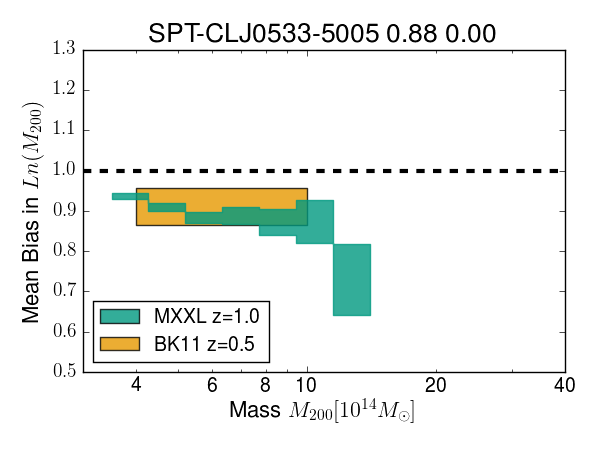 SPT-CLJ0533-5005 0.88 0.00
1.3
1.2
1.1
1.0
0.9
0.8
0.7
0.6
0.5
Mean Bias in Ln(M₂₀₀)
MXXL z=1.0
BK11 z=0.5
4 6 8 10 20 40
Mass M₂₀₀[10¹⁴M☉]